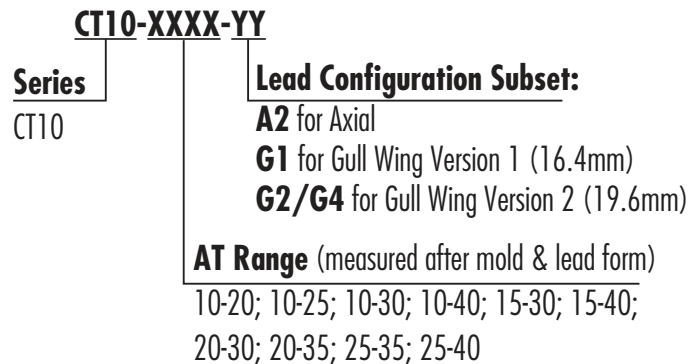 CT10-XXXX-YY
Series
CT10
Lead Configuration Subset:
A2 for Axial
G1 for Gull Wing Version 1 (16.4mm)
G2/G4 for Gull Wing Version 2 (19.6mm)
AT Range (measured after mold & lead form)
10-20; 10-25; 10-30; 10-40; 15-30; 15-40;
20-30; 20-35; 25-35; 25-40